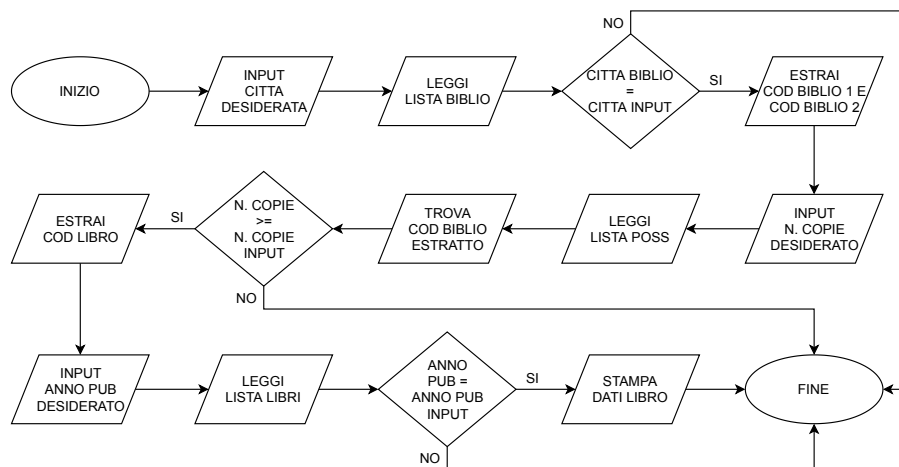 NO
INIZIO
INPUT
CITTA
DESIDERATA
LEGGI
LISTA BIBLIO
CITTA BIBLIO
=
CITTA INPUT
SI
ESTRAI
COD BIBLIO 1 E
COD BIBLIO 2
ESTRAI
COD LIBRO
SI
N. COPIE
>=
N. COPIE
INPUT
TROVA
COD BIBLIO
ESTRATTO
LEGGI
LISTA POSS
INPUT
N. COPIE
DESIDERATO
NO
INPUT
ANNO PUB
DESIDERATO
LEGGI
LISTA LIBRI
ANNO
PUB =
ANNO PUB
INPUT
SI
STAMPA
DATI LIBRO
FINE
NO